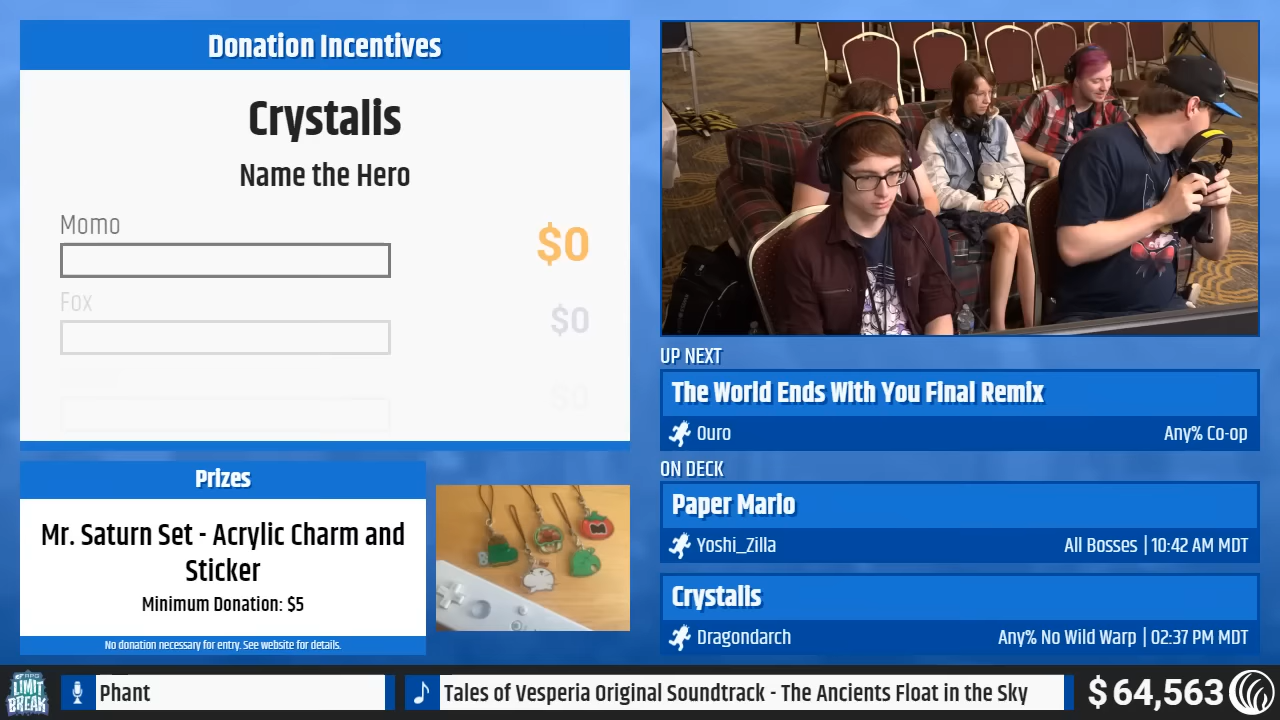 Donation Incentives
Crystalis
Name the Hero
Momo
$0
Fox
$0
$0
Prizes
Mr. Saturn Set - Acrylic Charm and
Sticker
Minimum Donation: $5
No donation necessary for entry. See website for details.
UP NEXT
The World Ends With You Final Remix
Ouro
Any% Co-op
ON DECK
Paper Mario
Yoshi_Zilla
All Bosses | 10:42 AM MDT
Crystalis
Dragondarch
Any% No Wild Warp | 02:37 PM MDT
RPG
LIMIT
BREAK
Phant
Tales of Vesperia Original Soundtrack - The Ancients Float in the Sky
$64,563